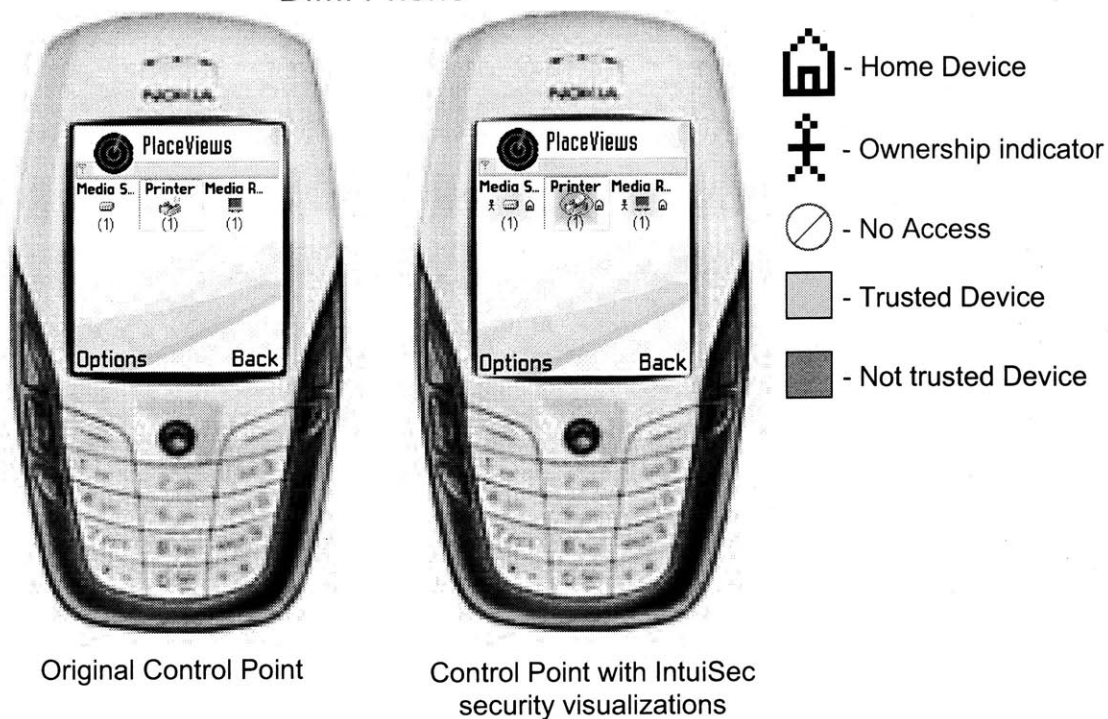 NOKIA
PlaceViews
Media S... Printer Media R...
(1) (1) (1)
Options Back
Original Control Point
NOKIA
PlaceViews
Media S... Printer Media R...
(1) (1) (1)
Options Back
Control Point with IntuiSec
security visualizations
- Home Device
- Ownership indicator
- No Access
- Trusted Device
- Not trusted Device